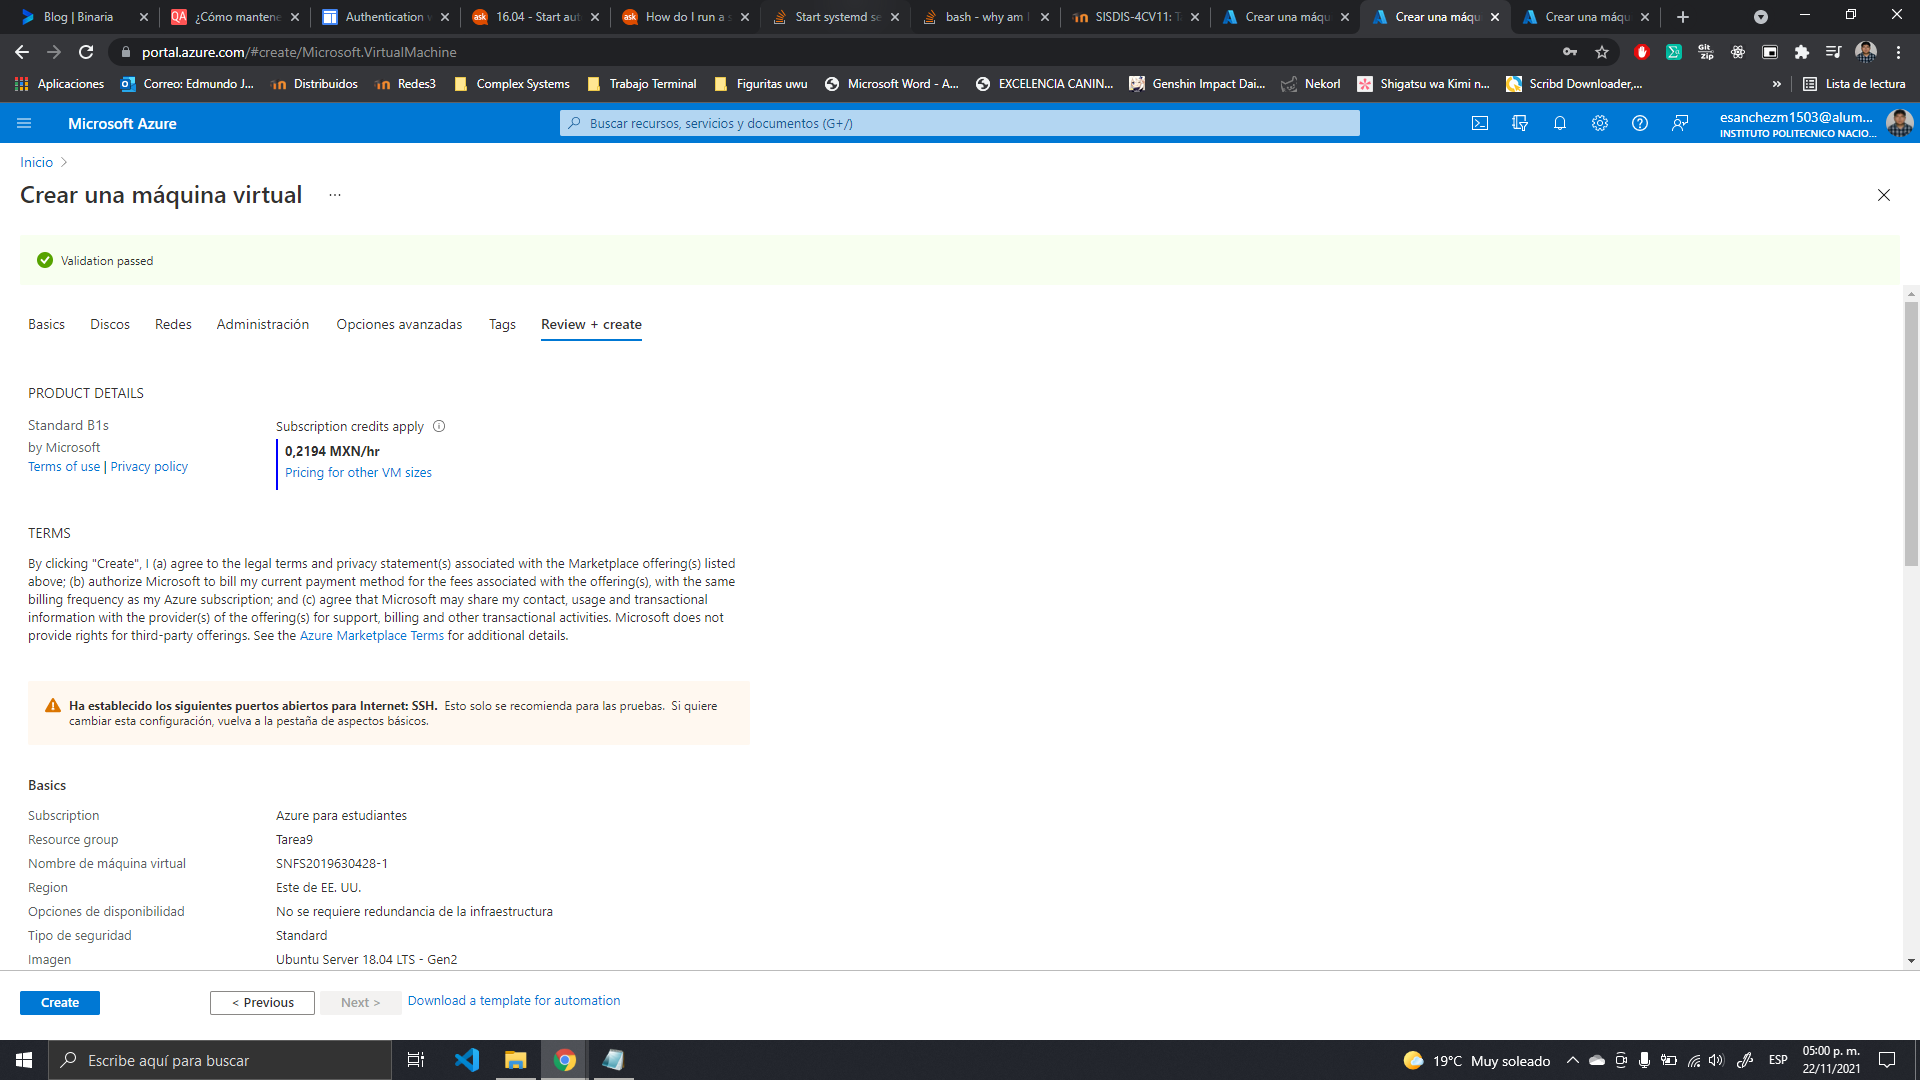 Blog | Binaria
¿Cómo mantene
Authentication v
16.04 - Start aut
How do I run a s
Start systemd se
bash - why am I
SISDIS-4CV11: Ta
Crear una máqu
Crear una máqu
Crear una máqu
portal.azure.com/#create/Microsoft.VirtualMachine
Aplicaciones
Correo: Edmundo J...
Distribuidos
Redes3
Complex Systems
Trabajo Terminal
Figuritas uwu
Microsoft Word - A...
EXCELENCIA CANIN...
Genshin Impact Dai...
Nekorl
Shigatsu wa Kimi n...
Scribd Downloader,...
»
Lista de lectura
Microsoft Azure
Buscar recursos, servicios y documentos (G+/)
esanchezm1503@alum...
INSTITUTO POLITECNICO NACIO...
Inicio >
Crear una máquina virtual ...
Validation passed
Basics
Discos
Redes
Administración
Opciones avanzadas
Tags
Review + create
PRODUCT DETAILS
Standard B1s
by Microsoft
Terms of use | Privacy policy
Subscription credits apply
0,2194 MXN/hr
Pricing for other VM sizes
TERMS
By clicking "Create", I (a) agree to the legal terms and privacy statement(s) associated with the Marketplace offering(s) listed
above; (b) authorize Microsoft to bill my current payment method for the fees associated with the offering(s), with the same
billing frequency as my Azure subscription; and (c) agree that Microsoft may share my contact, usage and transactional
information with the provider(s) of the offering(s) for support, billing and other transactional activities. Microsoft does not
provide rights for third-party offerings. See the Azure Marketplace Terms for additional details.
Ha establecido los siguientes puertos abiertos para Internet: SSH. Esto solo se recomienda para las pruebas. Si quiere
cambiar esta configuración, vuelva a la pestaña de aspectos básicos.
Basics
Subscription Azure para estudiantes
Resource group Tarea9
Nombre de máquina virtual SNFS2019630428-1
Region Este de EE. UU.
Opciones de disponibilidad No se requiere redundancia de la infraestructura
Tipo de seguridad Standard
Imagen Ubuntu Server 18.04 LTS - Gen2
Create
< Previous
Next >
Download a template for automation
Escribe aquí para buscar
19°C Muy soleado
ESP
05:00 p. m.
22/11/2021